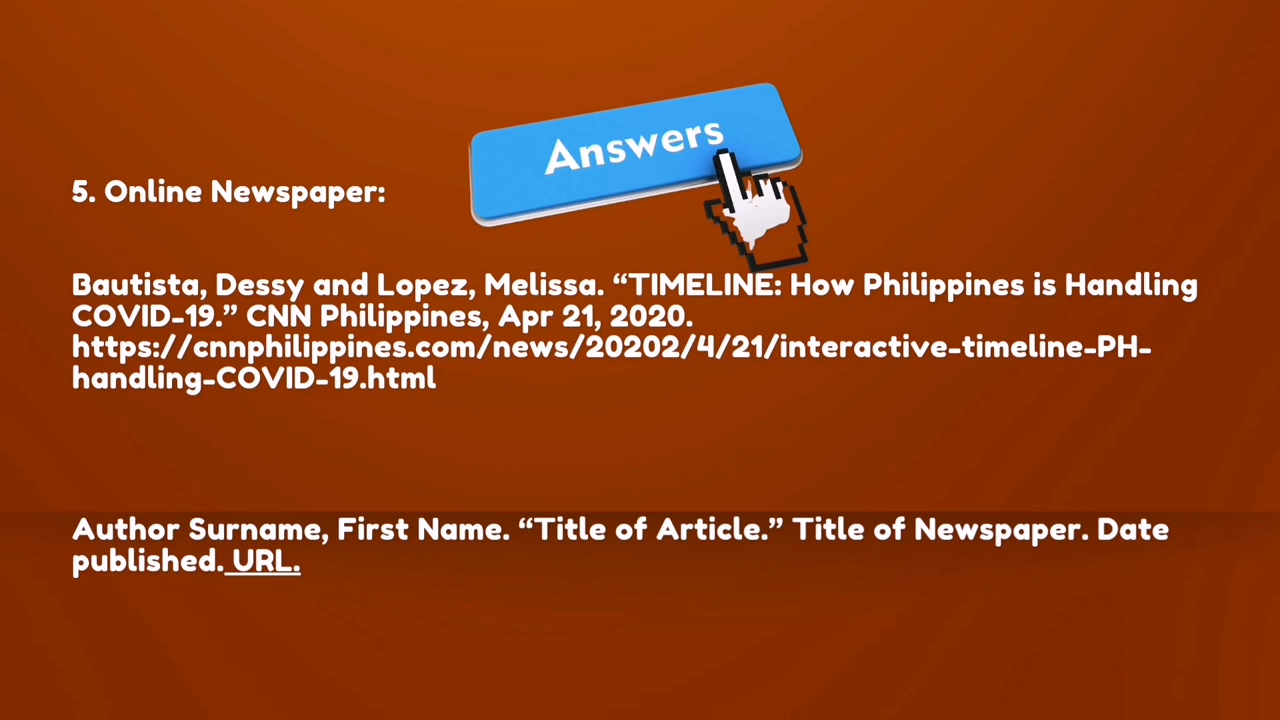 Answers
5. Online Newspaper:
Bautista, Dessy and Lopez, Melissa. “TIMELINE: How Philippines is Handling
COVID-19.” CNN Philippines, Apr 21, 2020.
https://cnnphilippines.com/news/20202/4/21/interactive-timeline-PH-
handling-COVID-19.html
Author Surname, First Name. “Title of Article.” Title of Newspaper. Date
published. URL.